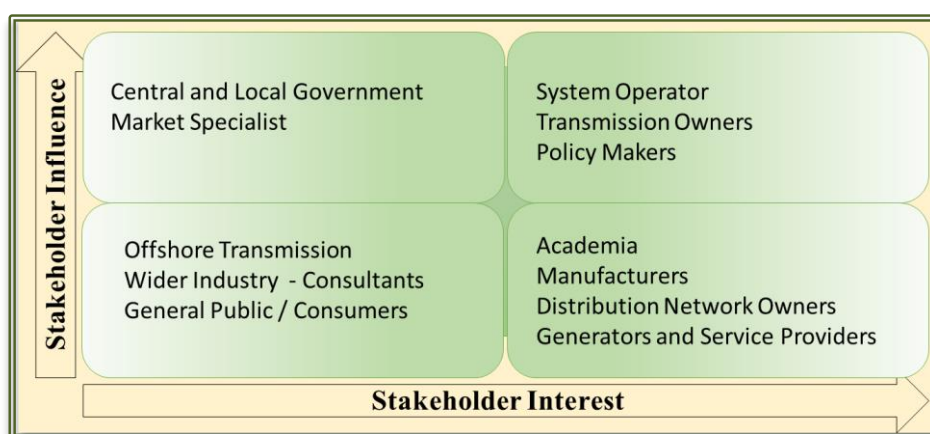 Stakeholder Influence
Central and Local Government
Market Specialist
System Operator
Transmission Owners
Policy Makers
Offshore Transmission
Wider Industry - Consultants
General Public / Consumers
Academia
Manufacturers
Distribution Network Owners
Generators and Service Providers
Stakeholder Interest